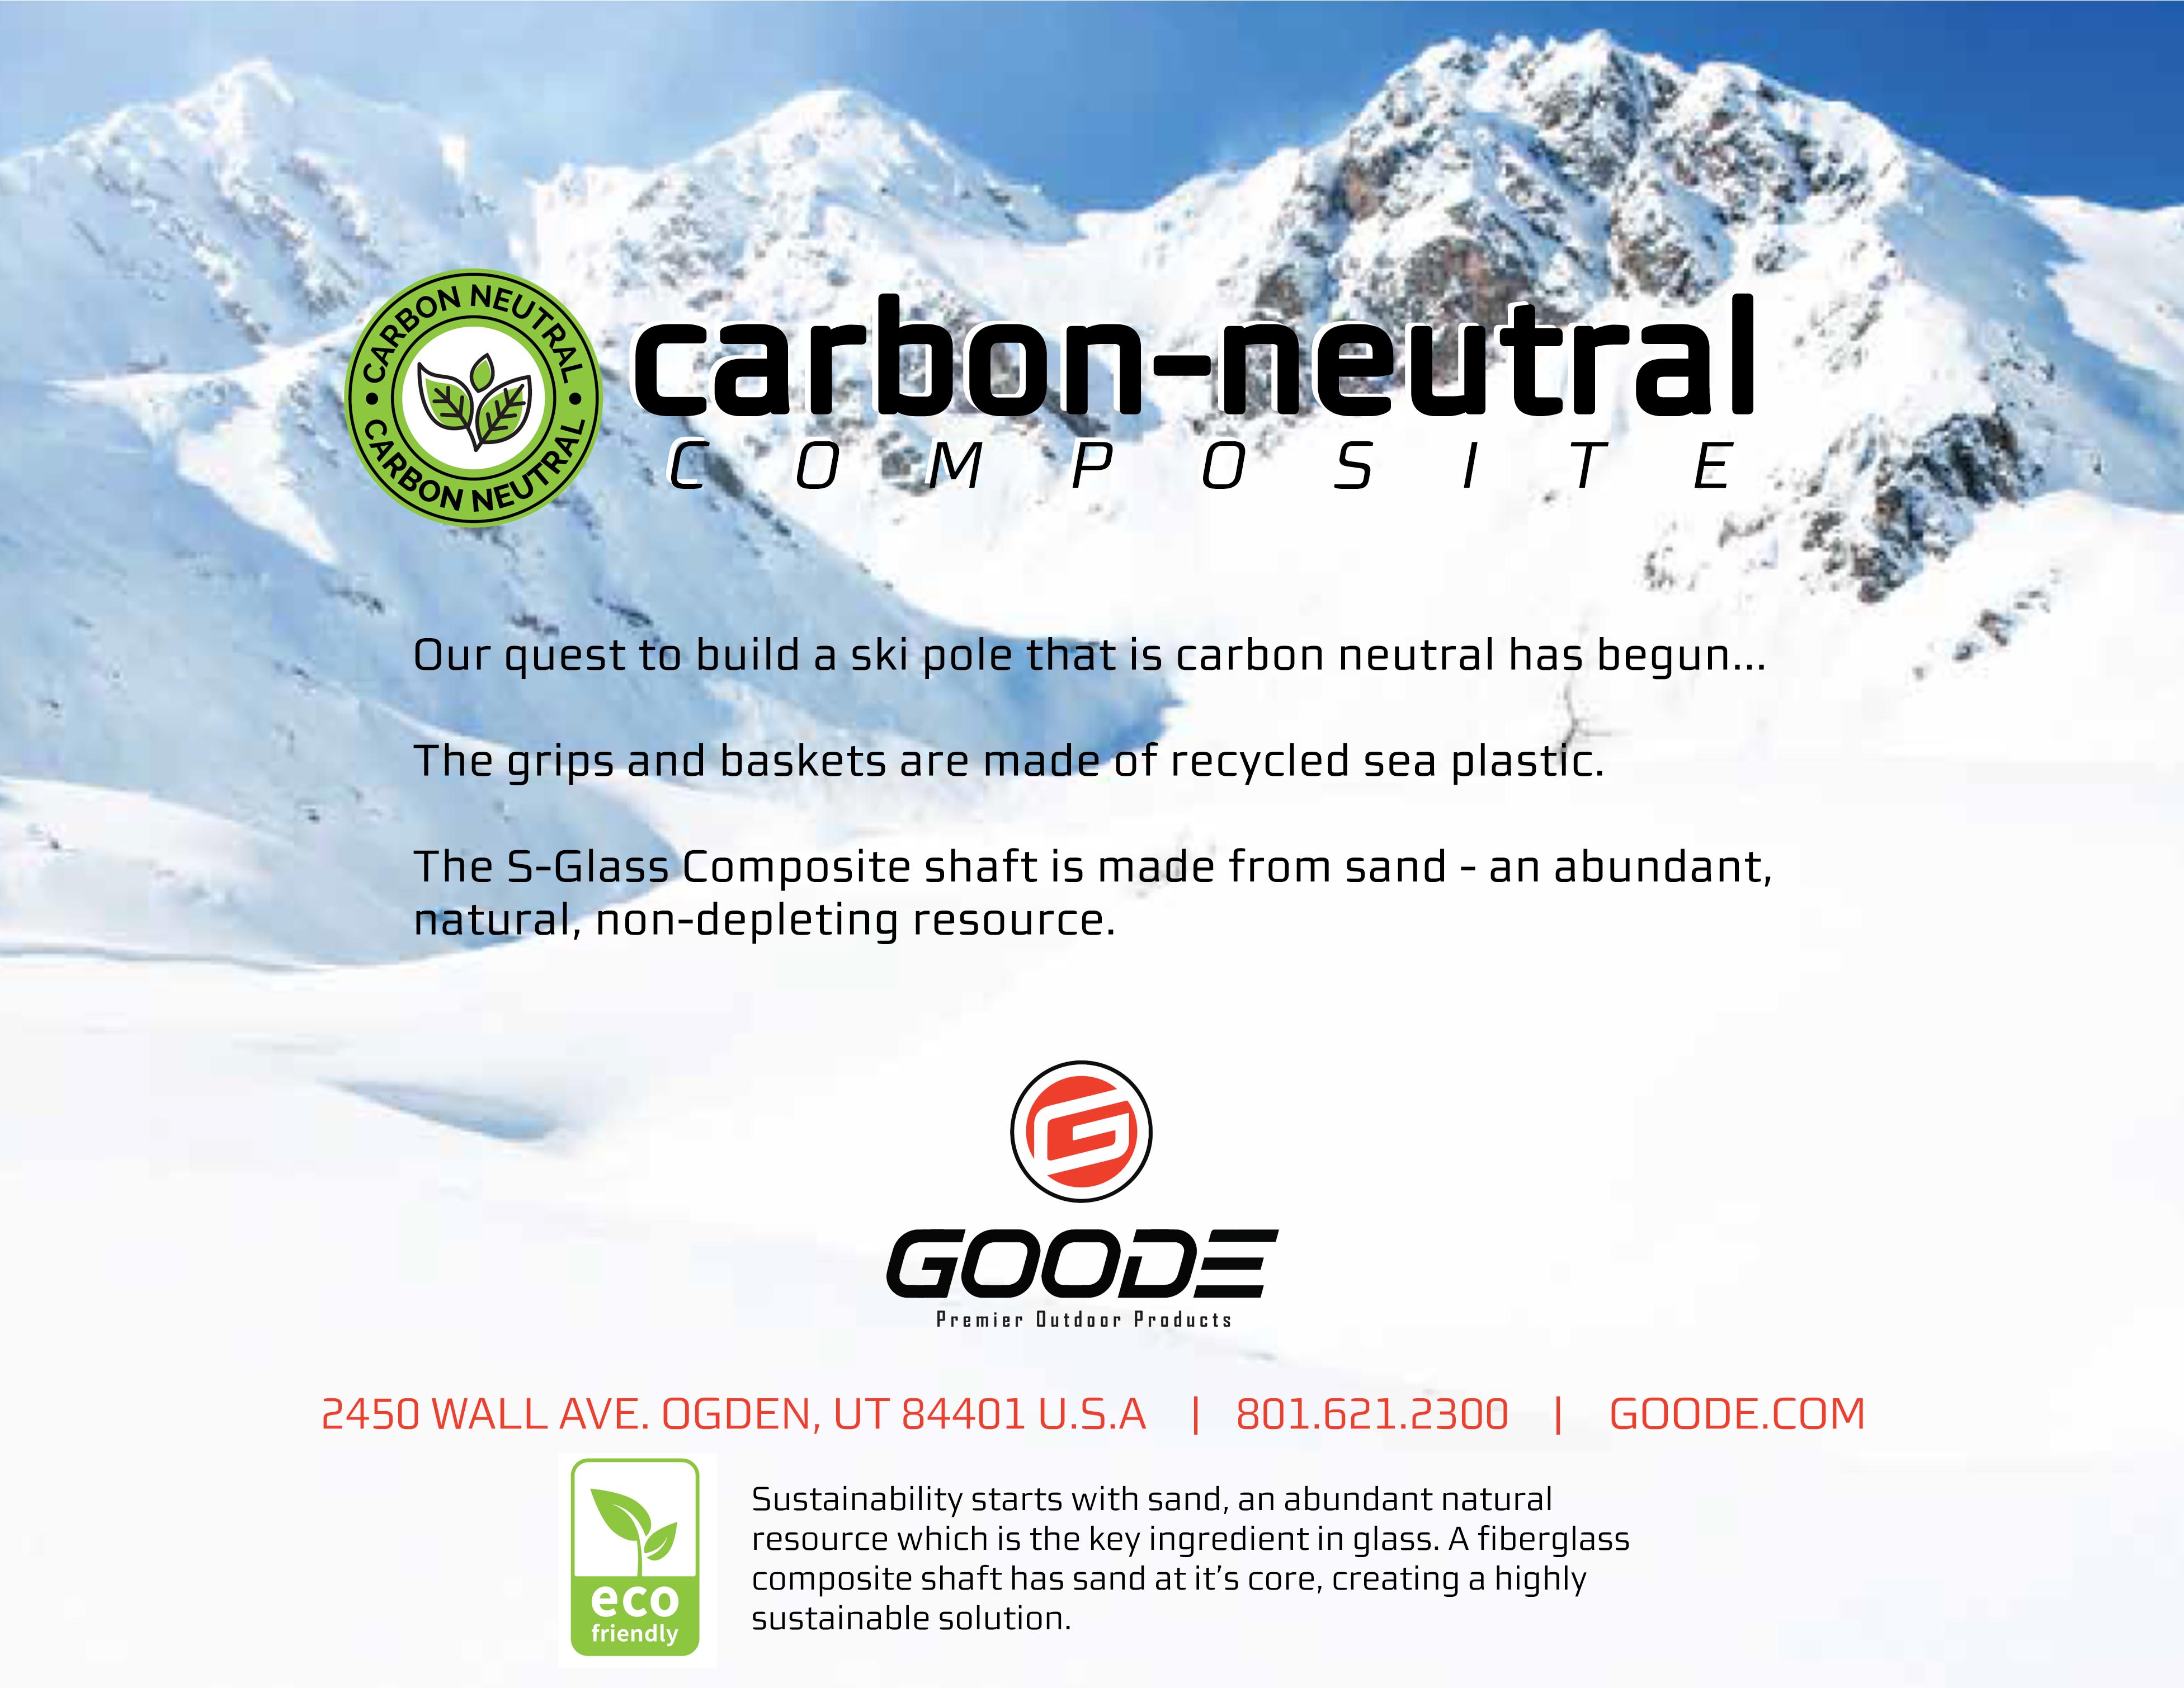 CARBON NEUTRAL
CARBON NEUTRAL
carbon-neutral
COMPOSITE
Our quest to build a ski pole that is carbon neutral has begun...
The grips and baskets are made of recycled sea plastic.
The S-Glass Composite shaft is made from sand - an abundant,
natural, non-depleting resource.
G
GOODE
Premier Outdoor Products
2450 WALL AVE. OGDEN, UT 84401 U.S.A | 801.621.2300 | GOODE.COM
eco
friendly
Sustainability starts with sand, an abundant natural
resource which is the key ingredient in glass. A fiberglass
composite shaft has sand at it's core, creating a highly
sustainable solution.